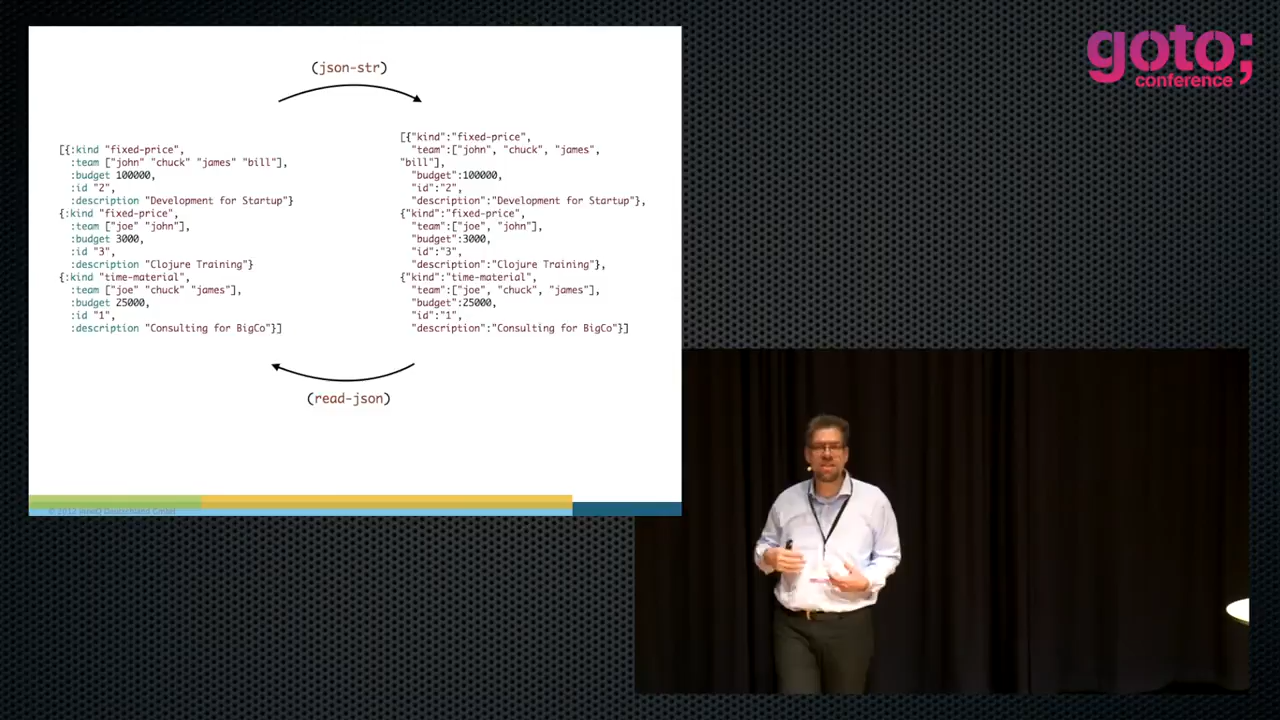 goto;
conference
(json-str)
[{:kind "fixed-price",
:team ["john" "chuck" "james" "bill"],
:budget 100000,
:id "2",
:description "Development for Startup"}
{:kind "fixed-price",
:team ["joe" "john"],
:budget 3000,
:id "3",
:description "Clojure Training"}
{:kind "time-material",
:team ["joe" "chuck" "james"],
:budget 25000,
:id "1",
:description "Consulting for BigCo"}]
[{"kind":"fixed-price",
"team":["john", "chuck", "james",
"bill"],
"budget":100000,
"id":"2",
"description":"Development for Startup"},
{"kind":"fixed-price",
"team":["joe", "john"],
"budget":3000,
"id":"3",
"description":"Clojure Training"},
{"kind":"time-material",
"team":["joe", "chuck", "james"],
"budget":25000,
"id":"1",
"description":"Consulting for BigCo"}]
(read-json)
Deutschland GmbH